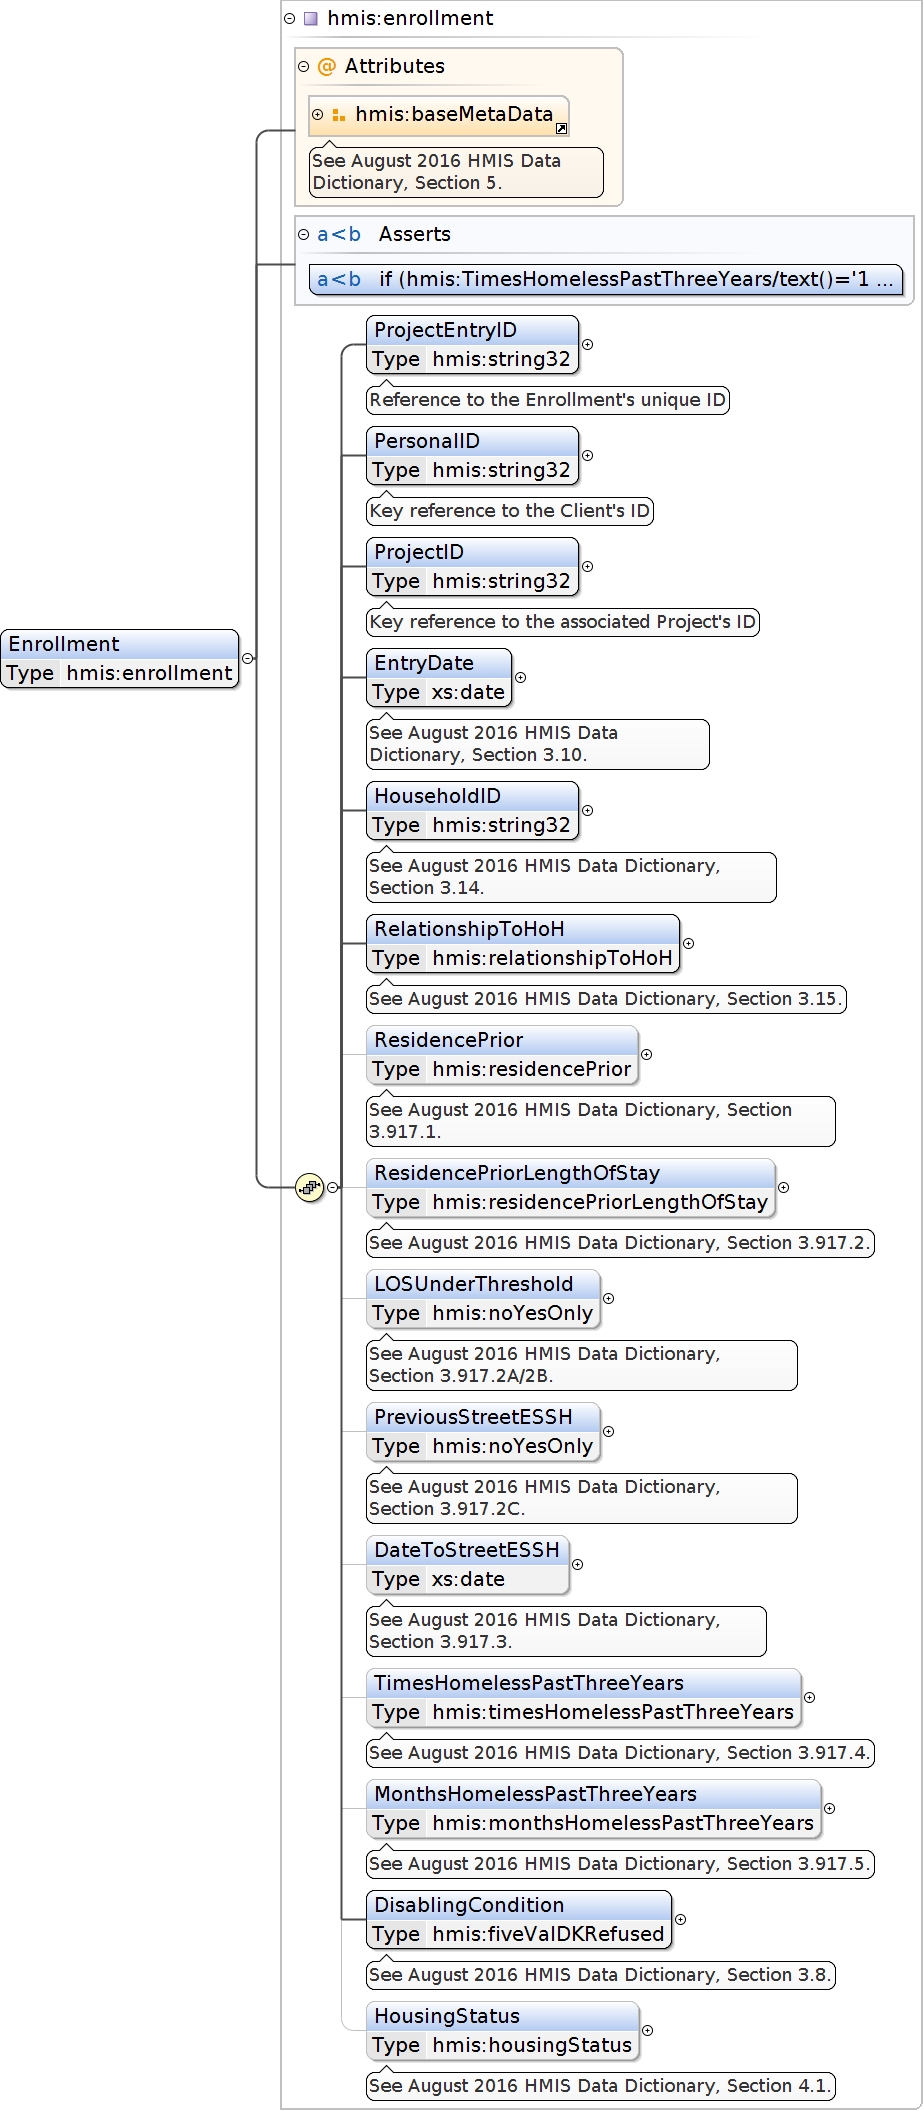 hmis:enrollment
@ Attributes
hmis:baseMetaData
See August 2016 HMIS Data
Dictionary, Section 5.
a<b Asserts
a<b if (hmis:TimesHomelessPastThreeYears/text()='1 ...
ProjectEntryID
Type hmis:string32
Reference to the Enrollment's unique ID
PersonalID
Type hmis:string32
Key reference to the Client's ID
ProjectID
Type hmis:string32
Key reference to the associated Project's ID
Enrollment
Type hmis:enrollment
EntryDate
Type xs:date
See August 2016 HMIS Data
Dictionary, Section 3.10.
HouseholdID
Type hmis:string32
See August 2016 HMIS Data Dictionary,
Section 3.14.
RelationshipToHoH
Type hmis:relationshipToHoH
See August 2016 HMIS Data Dictionary, Section 3.15.
ResidencePrior
Type hmis:residencePrior
See August 2016 HMIS Data Dictionary, Section
3.917.1.
ResidencePriorLengthOfStay
Type hmis:residencePriorLengthOfStay
See August 2016 HMIS Data Dictionary, Section 3.917.2.
LOSUnderThreshold
Type hmis:noYesOnly
See August 2016 HMIS Data Dictionary,
Section 3.917.2A/2B.
PreviousStreetESSH
Type hmis:noYesOnly
See August 2016 HMIS Data Dictionary,
Section 3.917.2C.
DateToStreetESSH
Type xs:date
See August 2016 HMIS Data Dictionary,
Section 3.917.3.
TimesHomelessPastThreeYears
Type hmis:timesHomelessPastThreeYears
See August 2016 HMIS Data Dictionary, Section 3.917.4.
MonthsHomelessPastThreeYears
Type hmis:monthsHomelessPastThreeYears
See August 2016 HMIS Data Dictionary, Section 3.917.5.
DisablingCondition
Type hmis:fiveValDKRefused
See August 2016 HMIS Data Dictionary, Section 3.8.
HousingStatus
Type hmis:housingStatus
See August 2016 HMIS Data Dictionary, Section 4.1.